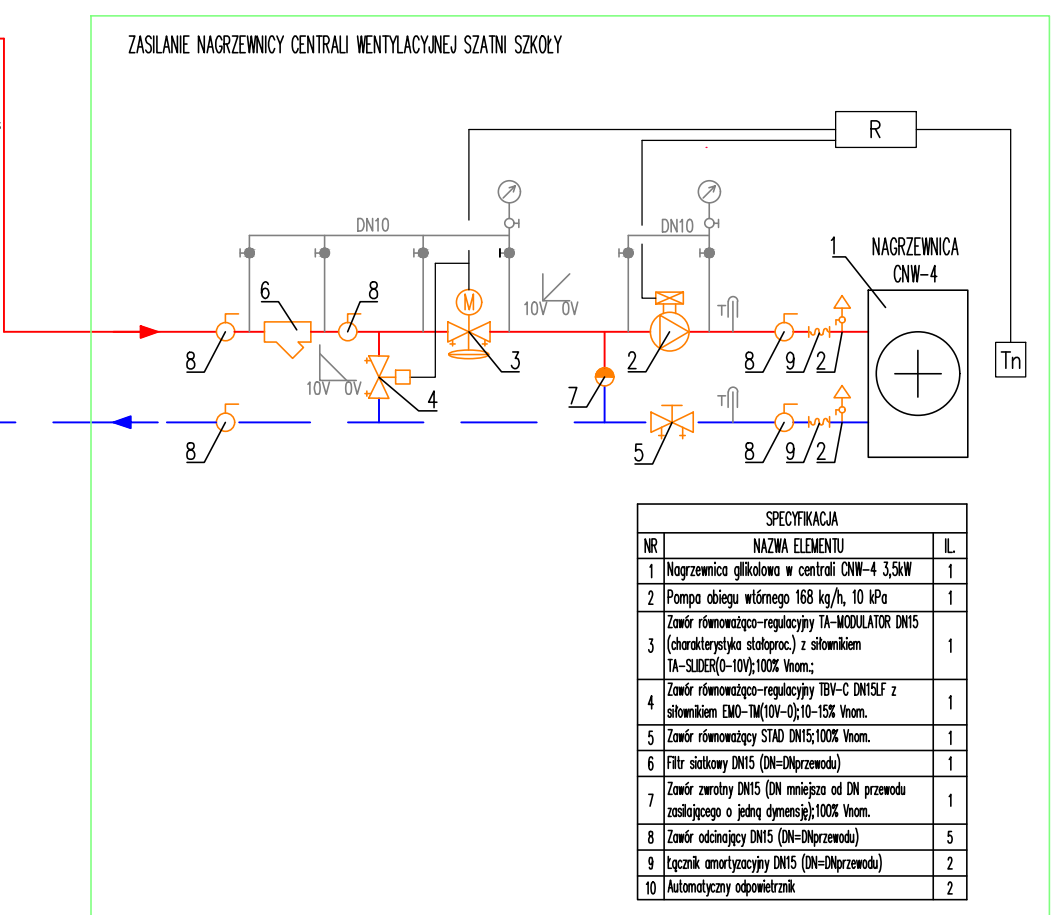 ZASILANIE NAGRZEWNICY CENTRALI WENTYLACYJNEJ SZATNI SZKOŁY
R
DN10
DN10
1
NAGRZEWNICA
CNW-4
6
8
M
10V 0V
T
8
3
2
8
9
2
Tn
10V 0V
4
7
T
8
5
8
9
2
SPECYFIKACJA
NR NAZWA ELEMENTU IL.
1 Nagrzewnica gllikolowa w centrali CNW-4 3,5kW 1
2 Pompa obiegu wtórnego 168 kg/h, 10 kPa 1
Zawór równoważąco-regulacyjny TA-MODULATOR DN15
3 (charakterystyka stałoproc.) z siłownikiem 1
TA-SLIDER(0-10V);100% Vnom.;
4 Zawór równoważąco-regulacyjny TBV-C DN15LF z 1
siłownikiem EMO-TM(10V-0);10-15% Vnom.
5 Zawór równoważący STAD DN15;100% Vnom. 1
6 Filtr siatkowy DN15 (DN=DNprzewodu) 1
7 Zawór zwrotny DN15 (DN mniejsza od DN przewodu 1
zasilającego o jedną dymensję);100% Vnom.
8 Zawór odcinający DN15 (DN=DNprzewodu) 5
9 Łącznik amortyzacyjny DN15 (DN=DNprzewodu) 2
10 Automatyczny odpowietrznik 2